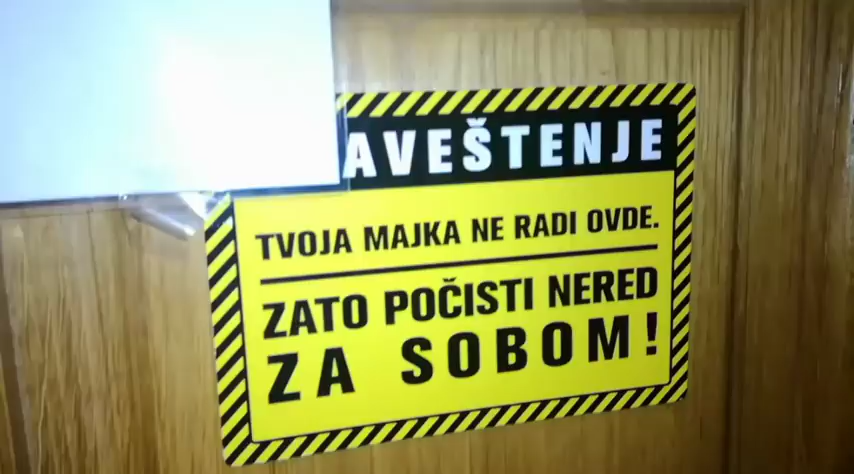 AVEŠTENJE
TVOJA MAJKA NE RADI OVDE.
ZATO POČISTI NERED
ZA SOBOM!